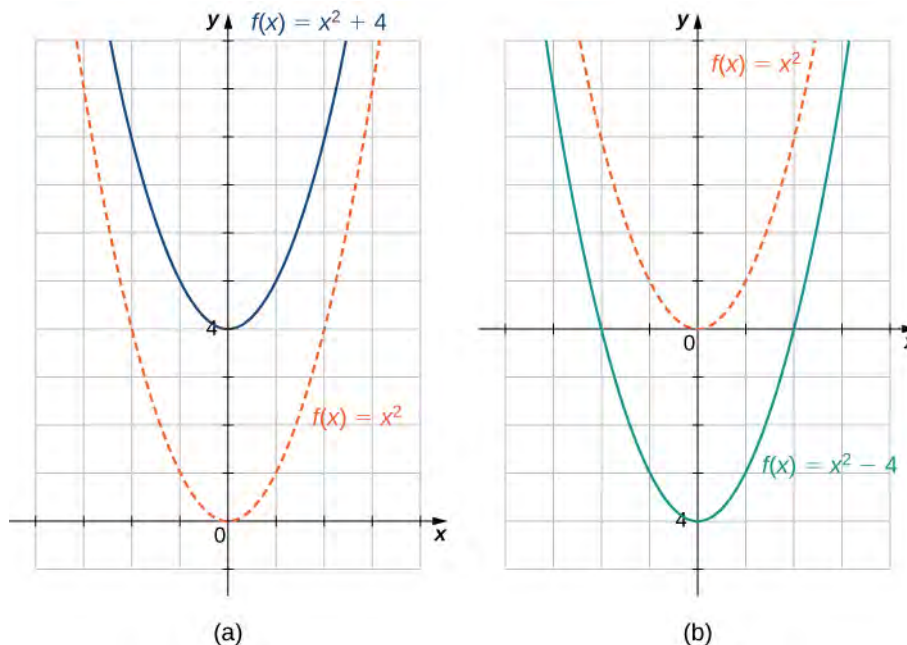 y
f(x) = x² + 4
4
f(x) = x²
0
x
(a)
y
f(x) = x²
0
f(x) = x² − 4
4
(b)